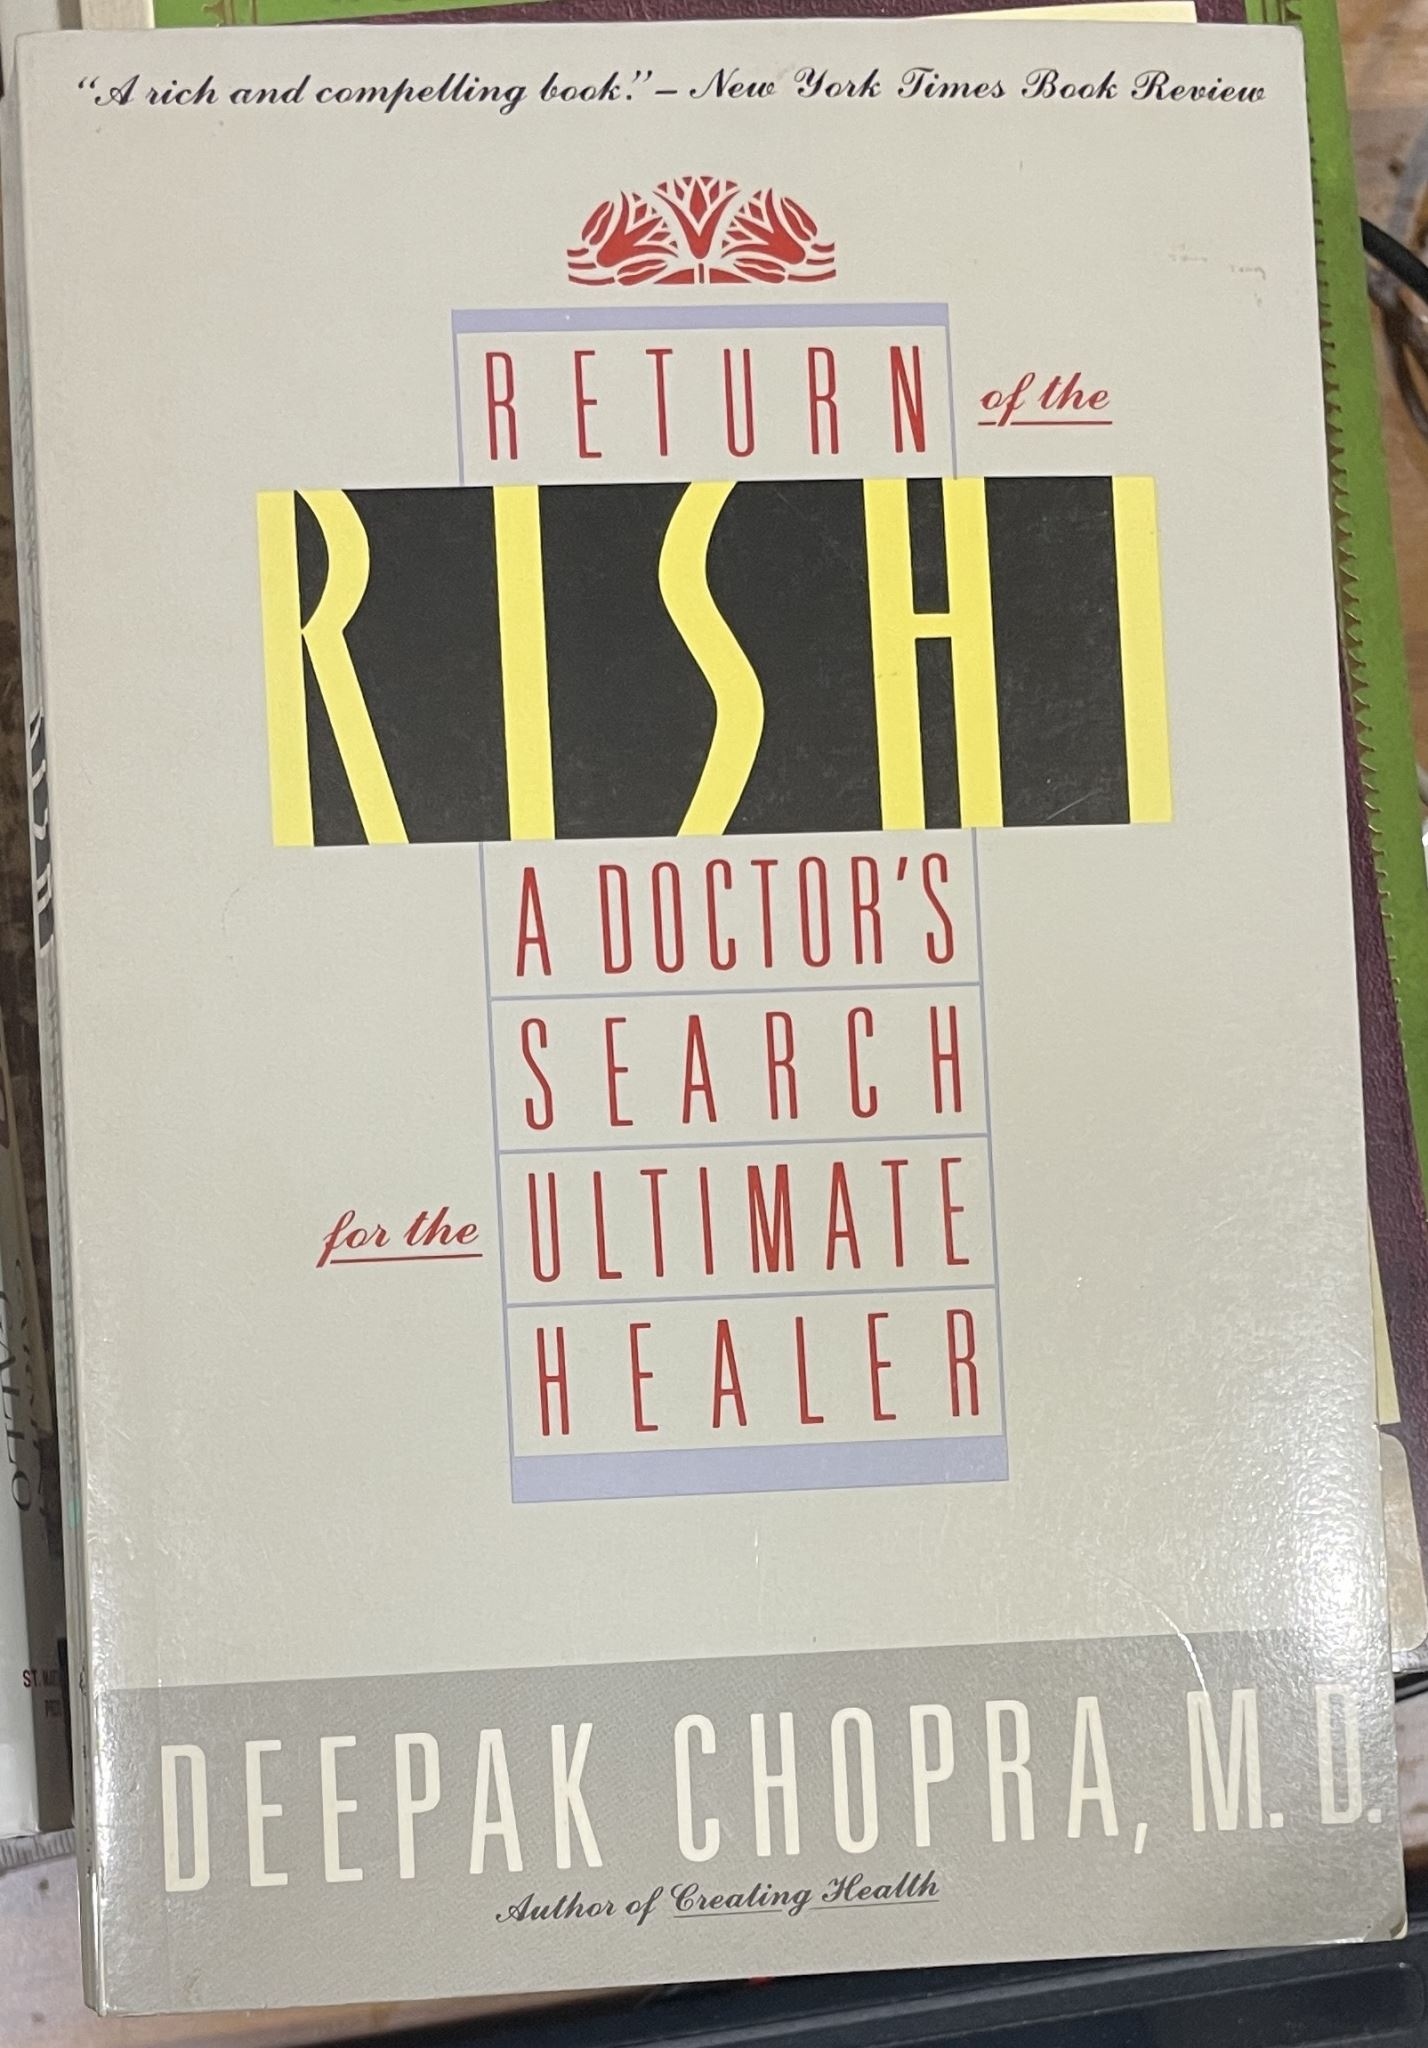 “A rich and compelling book.” – New York Times Book Review
RETURN of the
RISHI
A DOCTOR'S
SEARCH
for the ULTIMATE
HEALER
DEEPAK CHOPRA, M.D.
Author of Creating Health